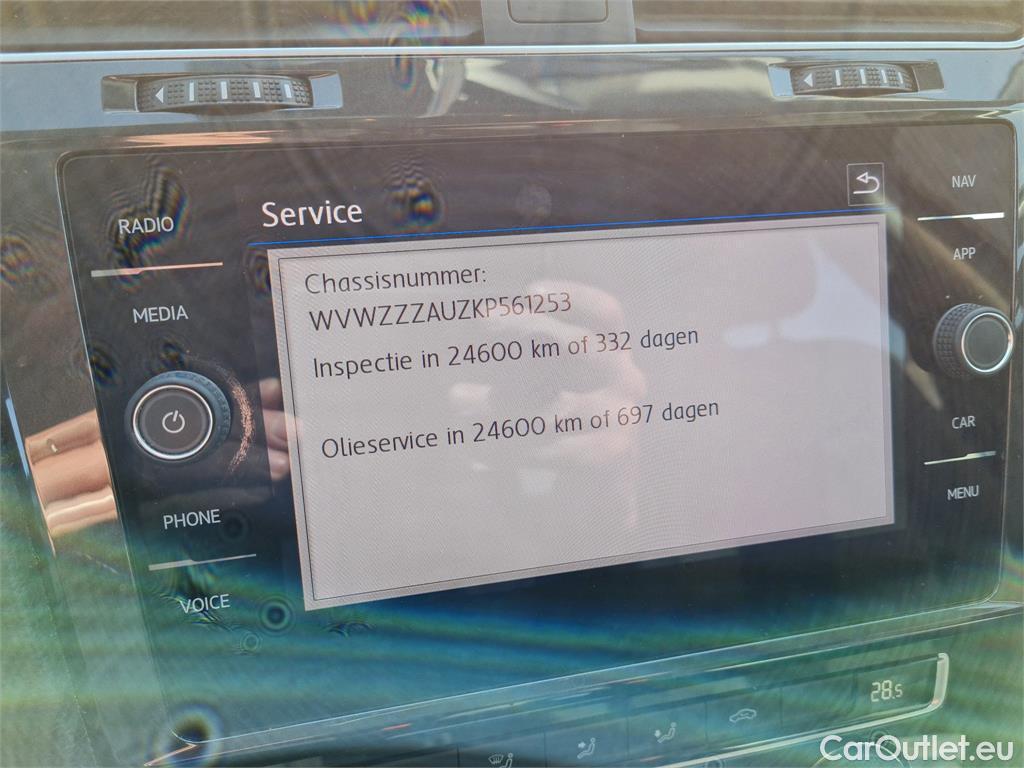 RADIO
MEDIA
PHONE
VOICE
Service
Chassisnummer:
WVWZZZAUZKP561253
Inspectie in 24600 km of 332 dagen
Olieservice in 24600 km of 697 dagen
NAV
APP
CAR
MENU
28.5
CarOutlet.eu